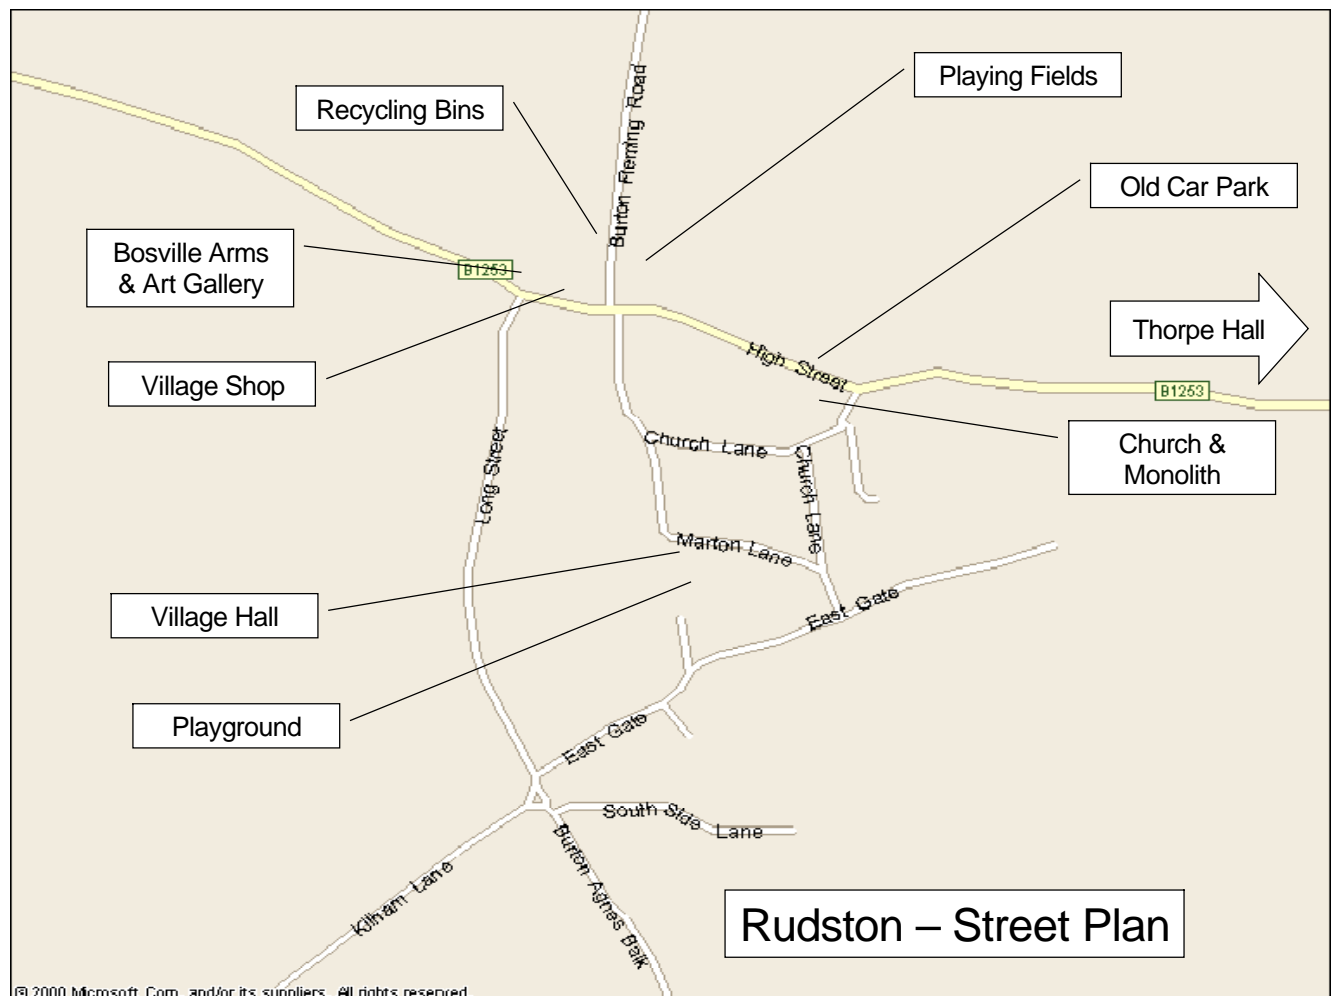 Playing Fields
Recycling Bins
Burton Fleming Road
Old Car Park
Bosville Arms
& Art Gallery
B1253
Thorpe Hall
Village Shop
High Street
B1253
Church &
Monolith
Church Lane
Long Street
Church Lane
Marton Lane
Village Hall
East Gate
Playground
East Gate
South Side Lane
Burton Agnes Balk
Kilham Lane
Rudston – Street Plan
© 2000 Microsoft Corp. and/or its suppliers. All rights reserved.